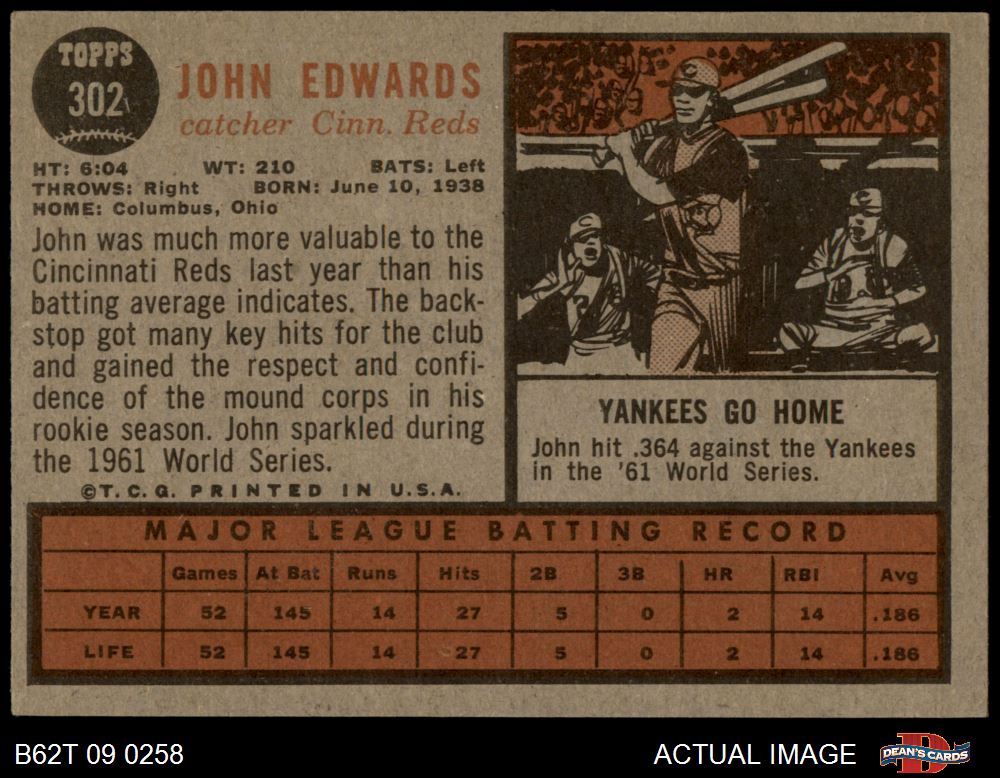 TOPPS
302
JOHN EDWARDS
catcher Cinn. Reds
HT: 6:04 WT: 210 BATS: Left
THROWS: Right BORN: June 10, 1938
HOME: Columbus, Ohio
John was much more valuable to the
Cincinnati Reds last year than his
batting average indicates. The back-
stop got many key hits for the club
and gained the respect and confi-
dence of the mound corps in his
rookie season. John sparkled during
the 1961 World Series.
©T.C.G. PRINTED IN U.S.A.
C
C
C
YANKEES GO HOME
John hit .364 against the Yankees
in the '61 World Series.
MAJOR LEAGUE BATTING RECORD
Games At Bat Runs Hits 2B 3B HR RBI Avg
YEAR 52 145 14 27 5 0 2 14 .186
LIFE 52 145 14 27 5 0 2 14 .186
B62T 09 0258
ACTUAL IMAGE
DEAN'S CARDS